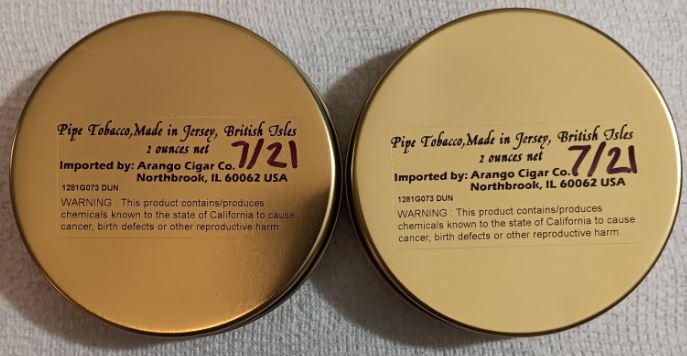 Pipe Tobacco,Made in Jersey, British Isles
2 ounces net
7/21
Imported by: Arango Cigar Co.
Northbrook, IL 60062 USA
1281G073 DUN
WARNING : This product contains/produces
chemicals known to the state of California to cause
cancer, birth defects or other reproductive harm.
Pipe Tobacco,Made in Jersey, British Isles
2 ounces net
7/21
Imported by: Arango Cigar Co.
Northbrook, IL 60062 USA
1281G073 DUN
WARNING : This product contains/produces
chemicals known to the state of California to cause
cancer, birth defects or other reproductive harm.